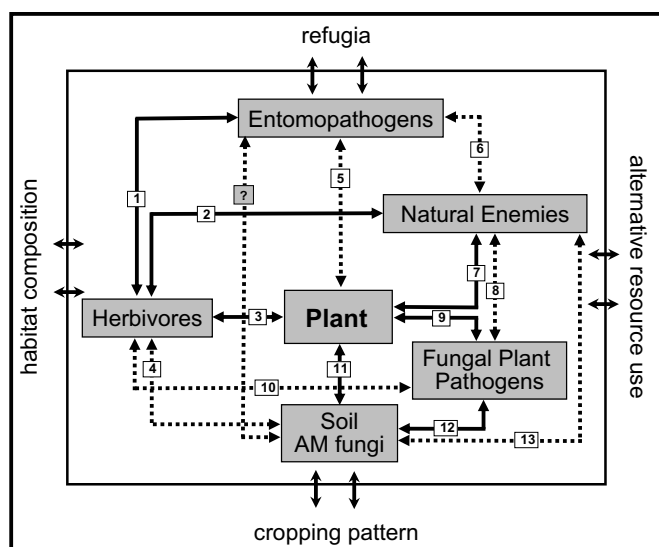 refugia
Entomopathogens
habitat composition
alternative resource use
1
?
5
6
2
Natural Enemies
7
8
Herbivores
3
Plant
9
4
10
11
Fungal Plant
Pathogens
Soil
AM fungi
12
13
cropping pattern